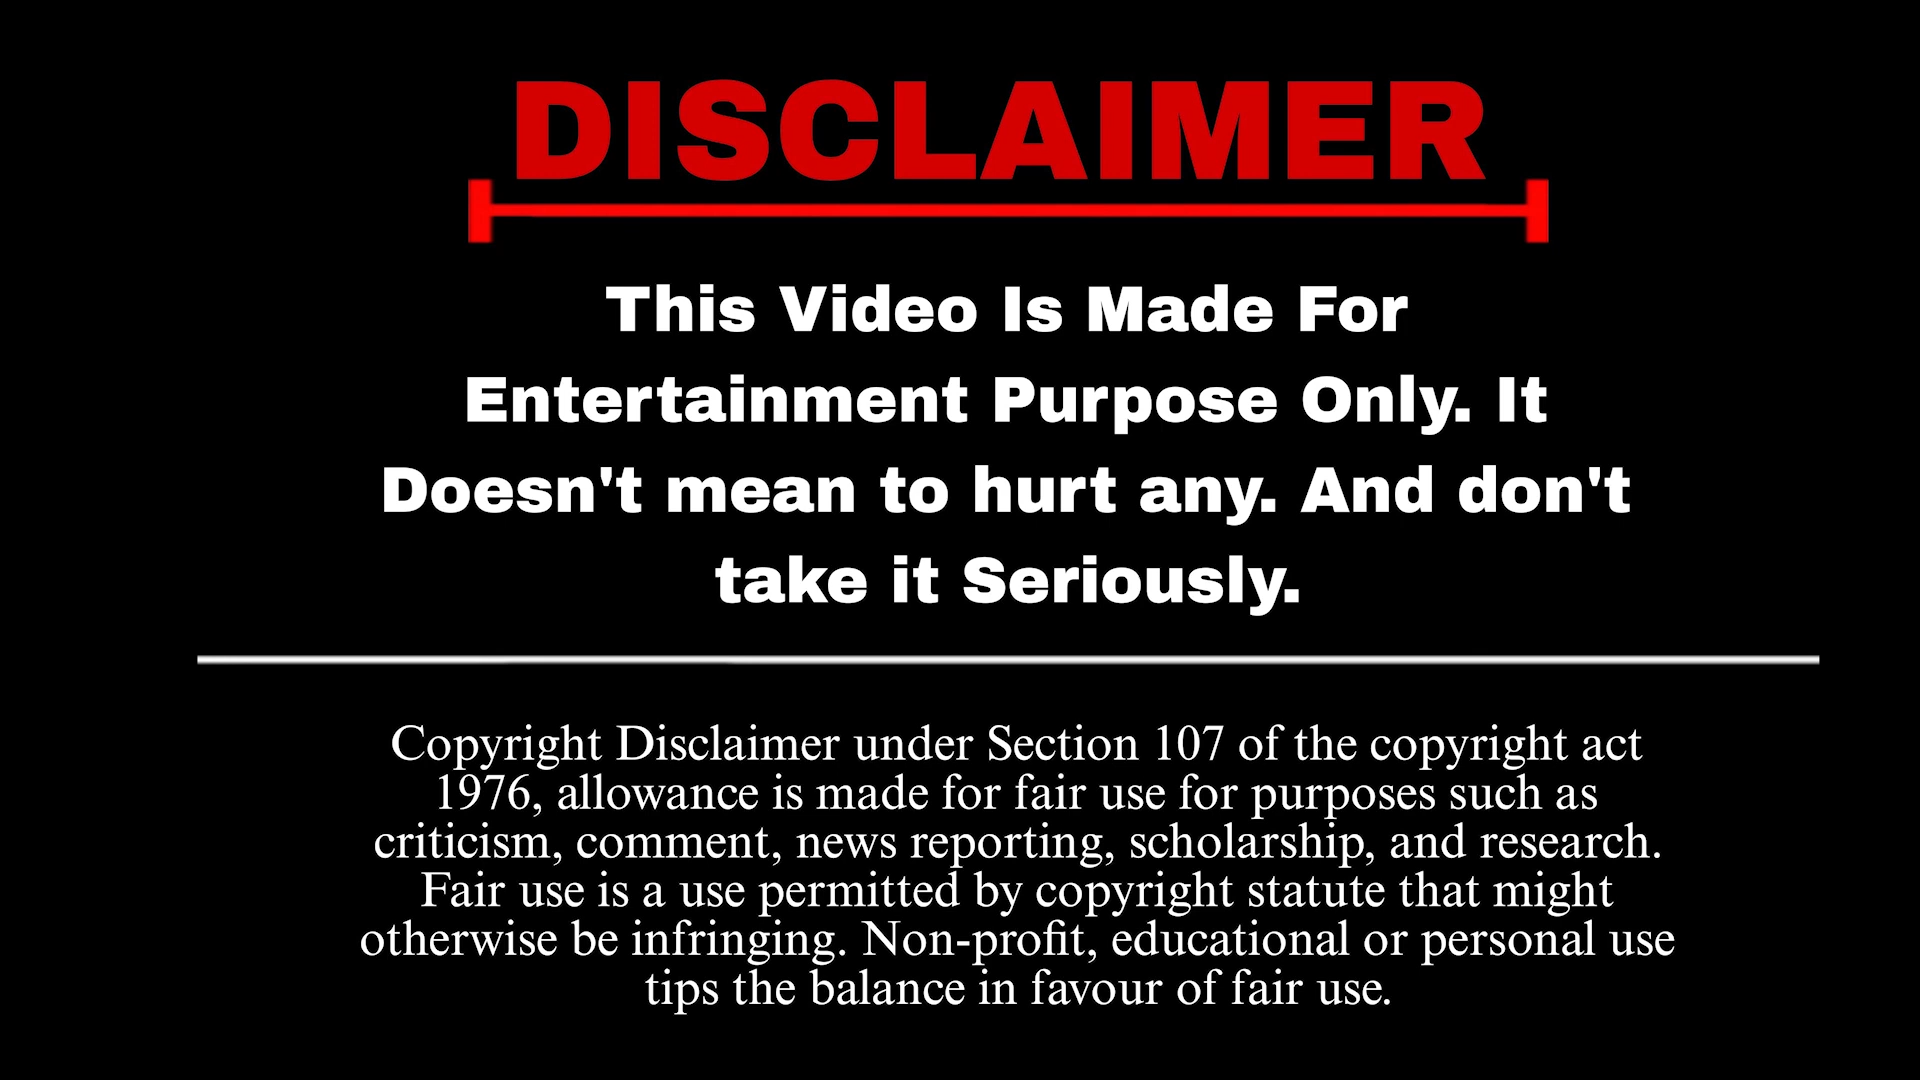 DISCLAIMER
This Video Is Made For
Entertainment Purpose Only. It
Doesn't mean to hurt any. And don't
take it Seriously.
Copyright Disclaimer under Section 107 of the copyright act
1976, allowance is made for fair use for purposes such as
criticism, comment, news reporting, scholarship, and research.
Fair use is a use permitted by copyright statute that might
otherwise be infringing. Non-profit, educational or personal use
tips the balance in favour of fair use.